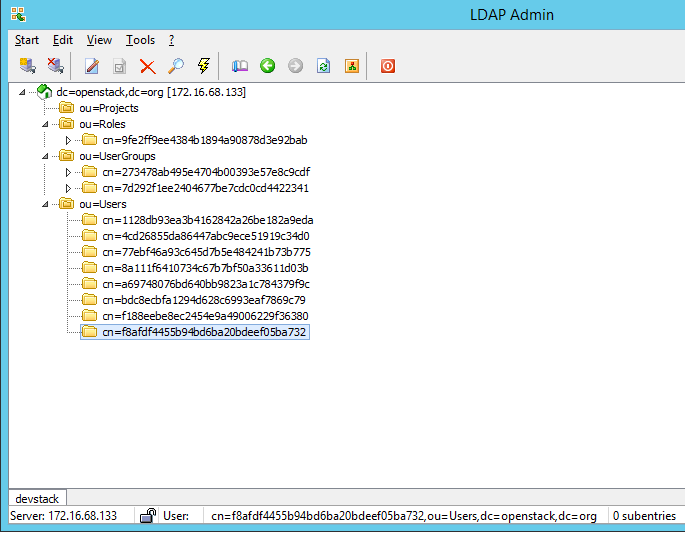 LDAP Admin
Start Edit View Tools ?
dc=openstack,dc=org [172.16.68.133]
ou=Projects
ou=Roles
cn=9fe2ff9ee4384b1894a90878d3e92bab
ou=UserGroups
cn=273478ab495e4704b00393e57e8c9cdf
cn=7d292f1ee2404677be7cdc0cd4422341
ou=Users
cn=1128db93ea3b4162842a26be182a9eda
cn=4cd26855da86447abc9ece51919c34d0
cn=77ebf46a93c645d7b5e484241b73b775
cn=8a111f6410734c67b7bf50a33611d03b
cn=a69748076bd640bb9823a1c784379f9c
cn=bdc8ecbfa1294d628c6993eaf7869c79
cn=f188eebe8ec2454e9a49006229f36380
cn=f8afdf4455b94bd6ba20bdeef05ba732
devstack
Server: 172.16.68.133 User: cn=f8afdf4455b94bd6ba20bdeef05ba732,ou=Users,dc=openstack,dc=org 0 subentries